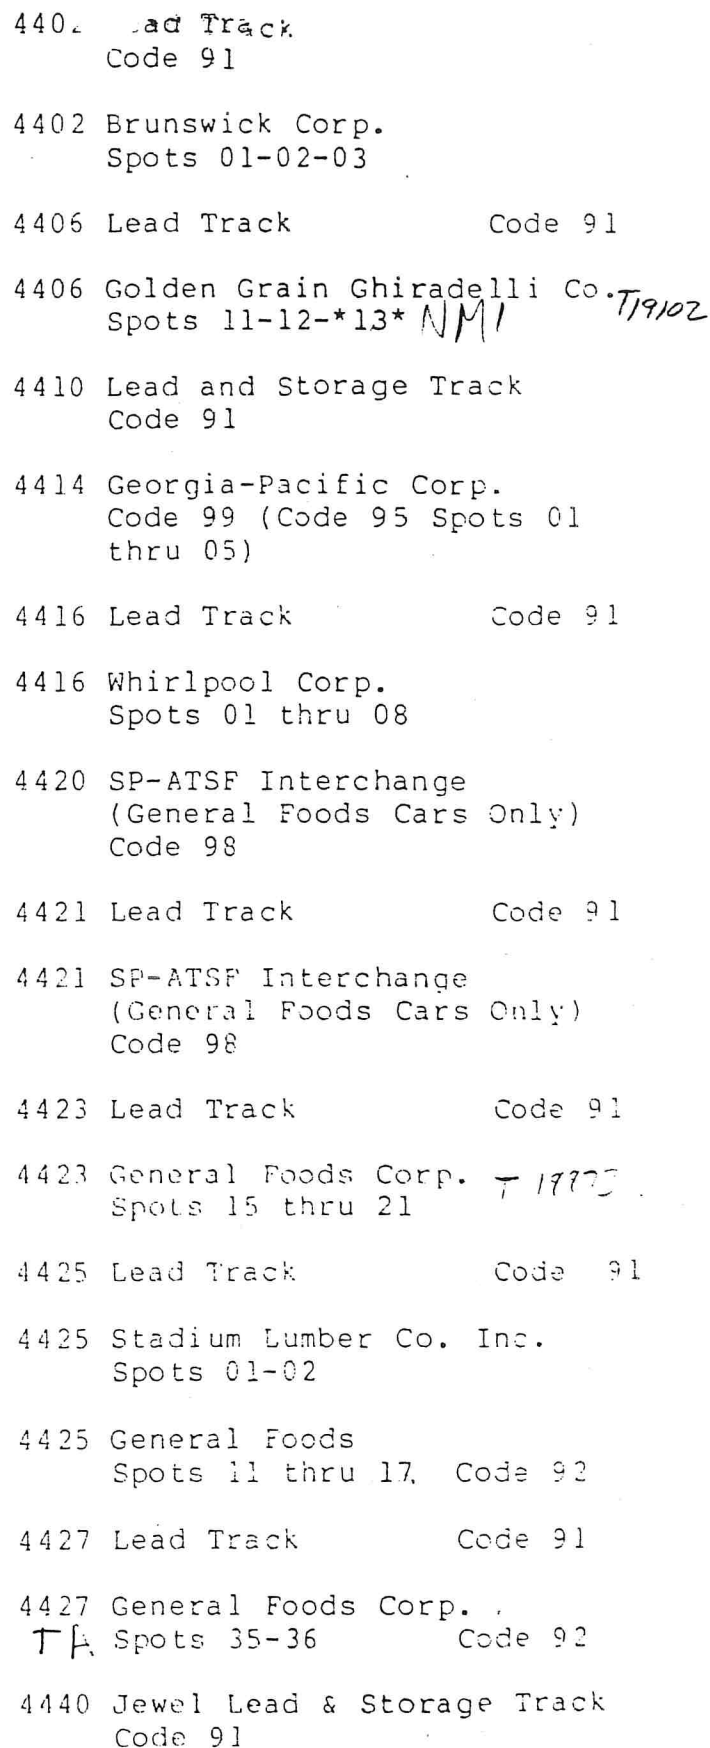 Track
Code 91
4402 Brunswick Corp.
Spots 01-02-03
4406 Lead Track Code 91
4406 Golden Grain Ghiradelli Co. T19102
Spots 11-12-*13* NM1
4410 Lead and Storage Track
Code 91
4414 Georgia-Pacific Corp.
Code 99 (Code 95 Spots 01
thru 05)
4416 Lead Track Code 91
4416 Whirlpool Corp.
Spots 01 thru 08
4420 SP-ATSF Interchange
(General Foods Cars Only)
Code 98
4421 Lead Track Code 91
4421 SP-ATSF Interchange
(General Foods Cars Only)
Code 98
4423 Lead Track Code 91
4423 General Foods Corp. T
Spots 15 thru 21
4425 Lead Track Code 91
4425 Stadium Lumber Co. Inc.
Spots 01-02
4425 General Foods
Spots 11 thru 17, Code 92
4427 Lead Track Code 91
4427 General Foods Corp.
Spots 35-36 Code 92
4440 Jewel Lead & Storage Track
Code 91